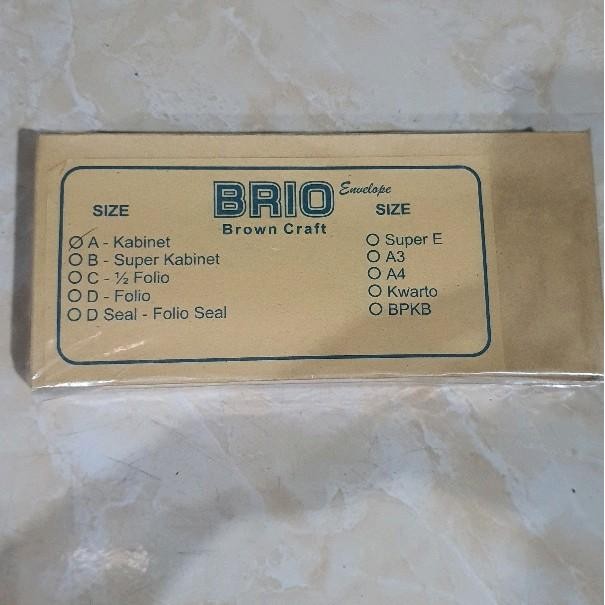 BRIO Envelope
Brown Craft
SIZE
A - Kabinet
B - Super Kabinet
C - ½ Folio
D - Folio
D Seal - Folio Seal
SIZE
Super E
A3
A4
Kwarto
BPKB